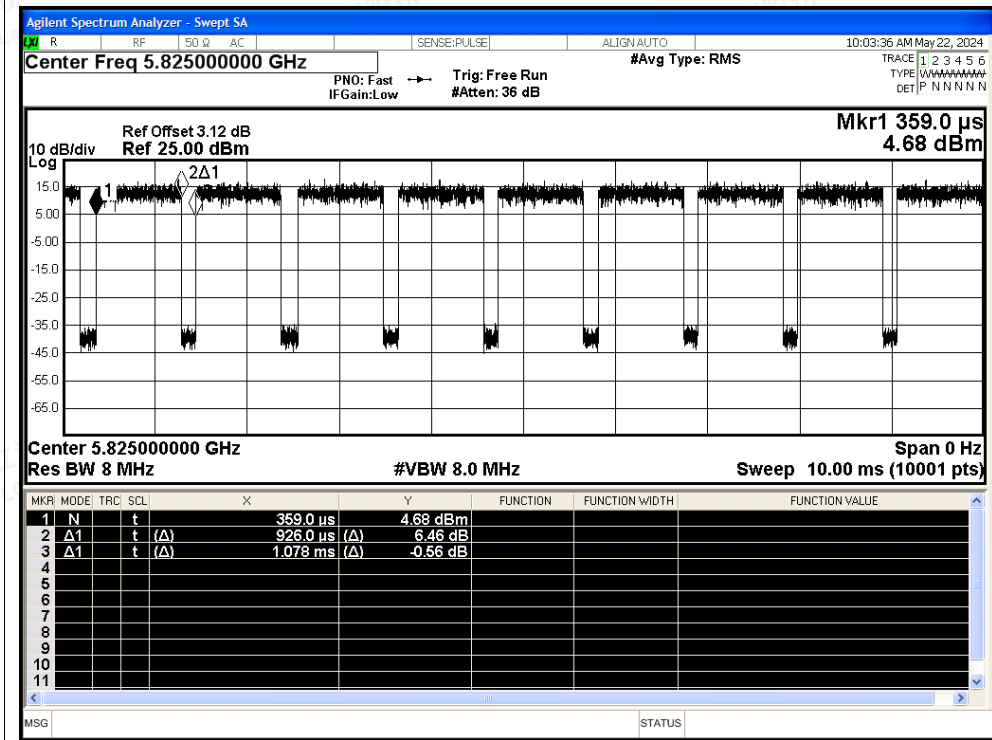 Agilent Spectrum Analyzer - Swept SA
LXI R RF 50 Ω AC SENSE:PULSE ALIGN AUTO 10:03:36 AM May 22, 2024
Center Freq 5.825000000 GHz #Avg Type: RMS TRACE 1 2 3 4 5 6
PNO: Fast Trig: Free Run TYPE WWWWWW
IFGain:Low #Atten: 36 dB DET P N N N N N
Mkr1 359.0 µs
Ref Offset 3.12 dB
10 dB/div Ref 25.00 dBm 4.68 dBm
Log
2Δ1
15.0
1
5.00
-5.00
-15.0
-25.0
-35.0
-45.0
-55.0
-65.0
Center 5.825000000 GHz Span 0 Hz
Res BW 8 MHz #VBW 8.0 MHz Sweep 10.00 ms (10001 pts)
MKR MODE TRC SCL X Y FUNCTION FUNCTION WIDTH FUNCTION VALUE
1 N t 359.0 µs 4.68 dBm
2 Δ1 t (Δ) 926.0 µs (Δ) 6.46 dB
3 Δ1 t (Δ) 1.078 ms (Δ) -0.56 dB
4
5
6
7
8
9
10
11
MSG STATUS